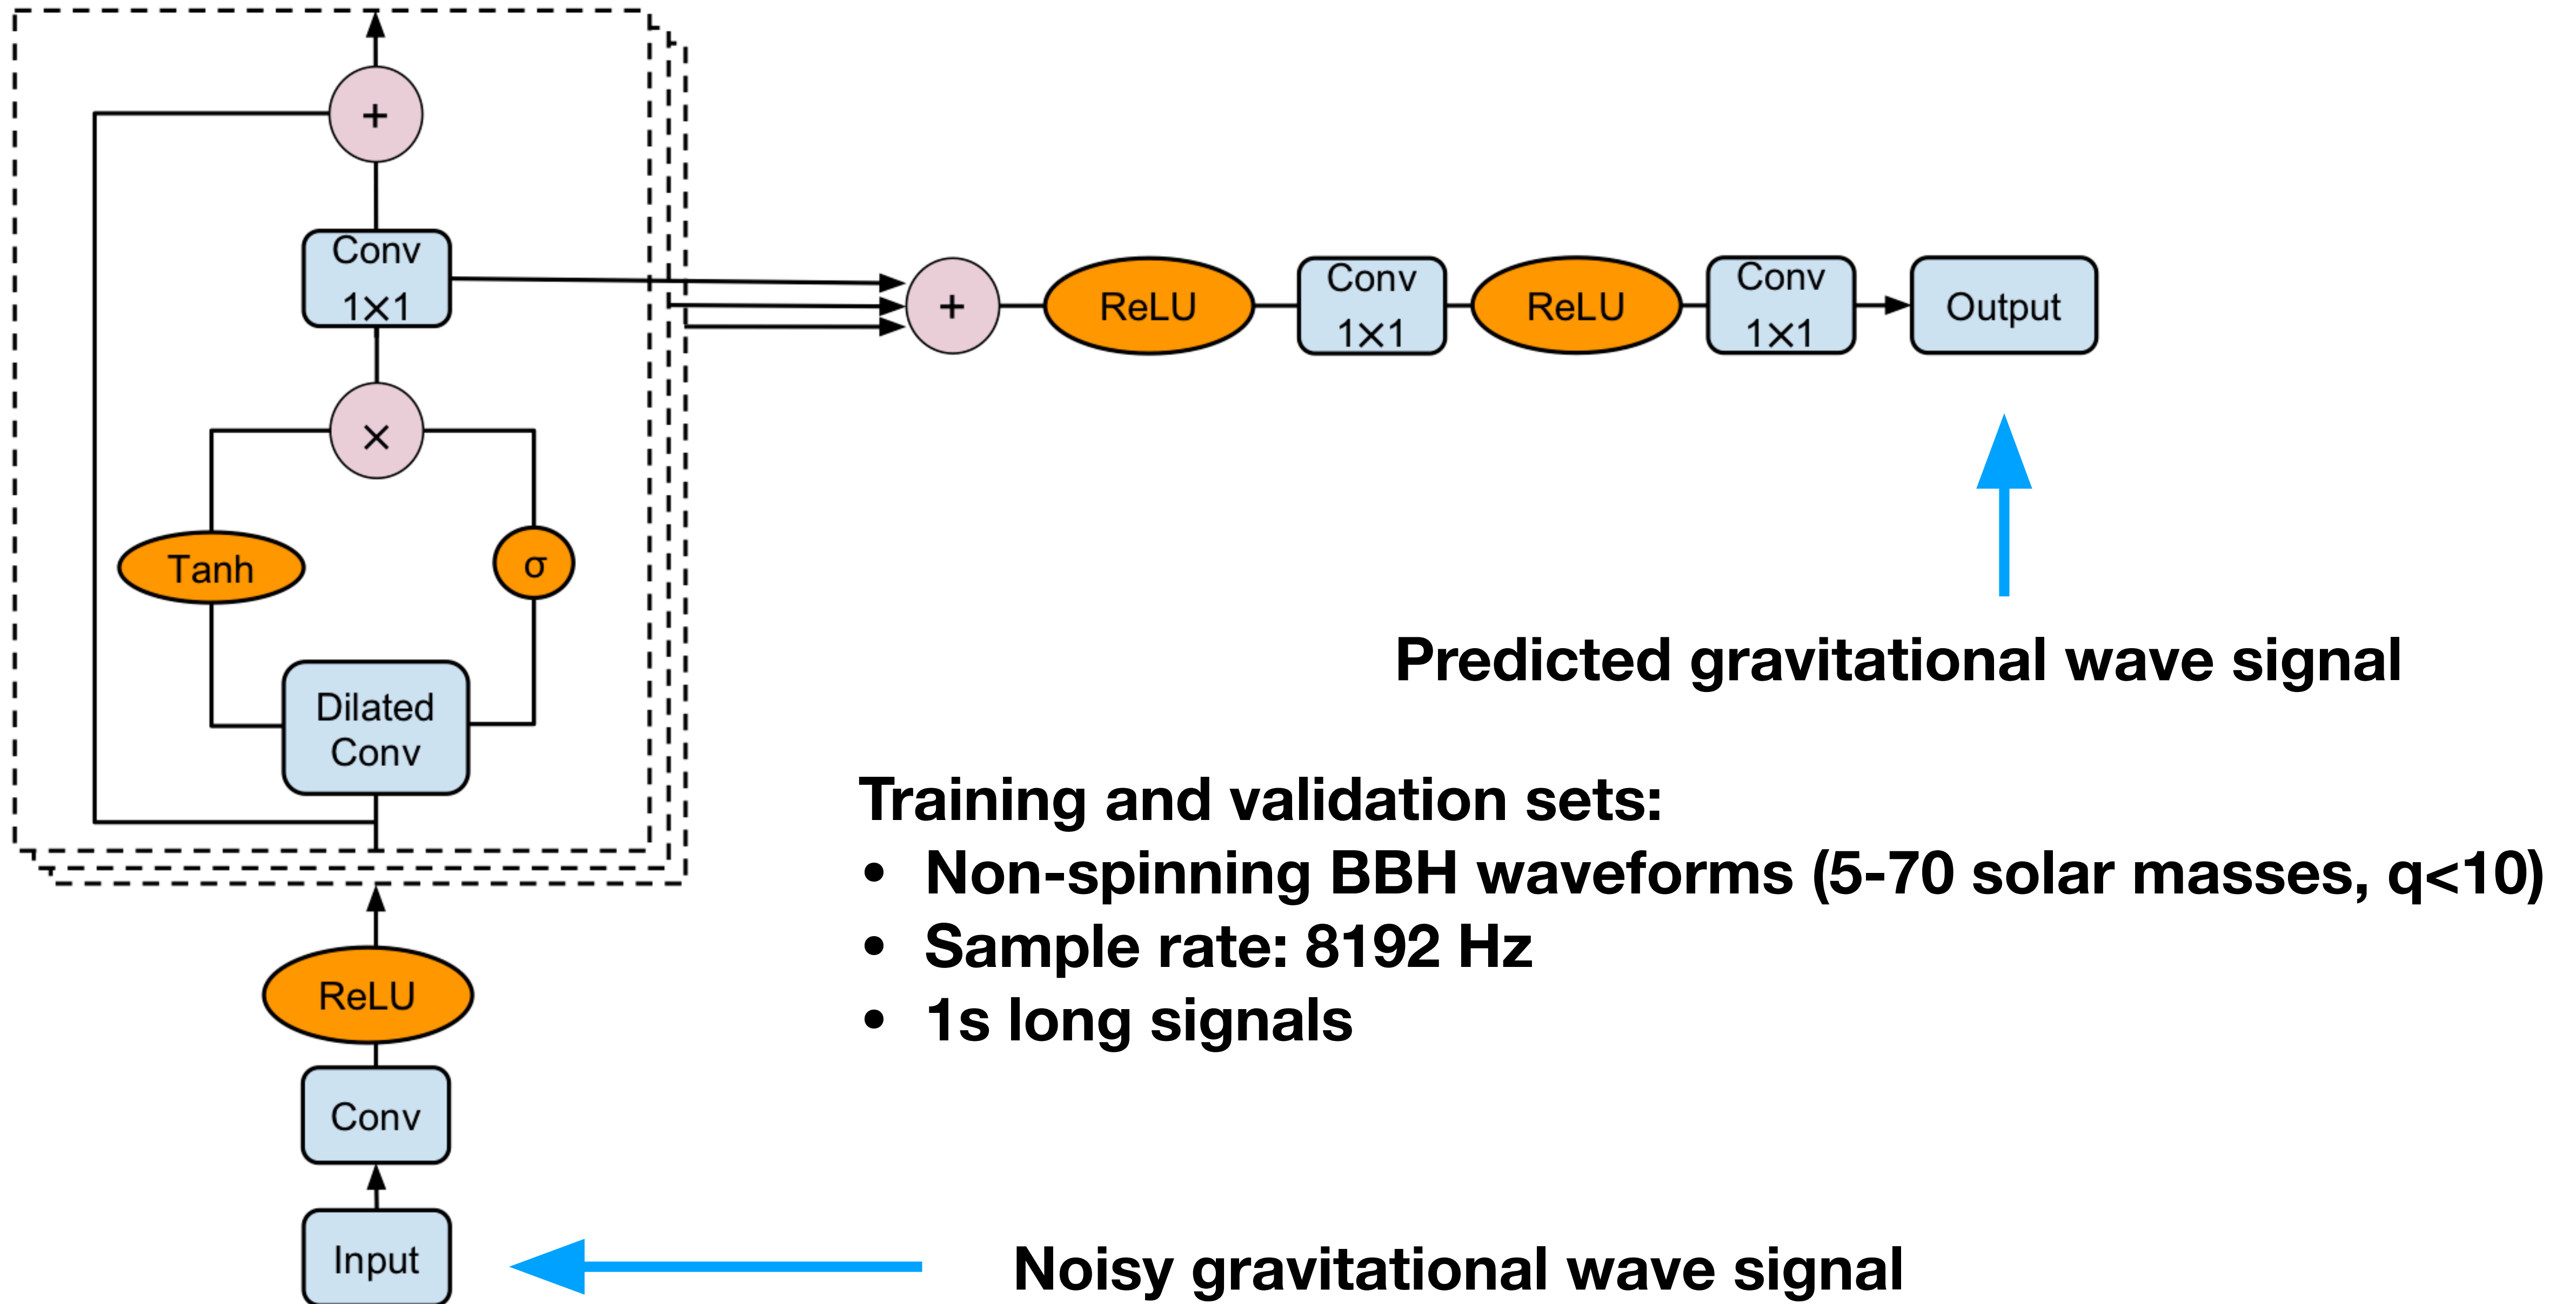 +
Conv
1×1
×
Tanh
σ
Dilated
Conv
ReLU
Conv
Input
+
ReLU
Conv
1×1
ReLU
Conv
1×1
Output
Predicted gravitational wave signal
Training and validation sets:
• Non-spinning BBH waveforms (5-70 solar masses, q<10)
• Sample rate: 8192 Hz
• 1s long signals
Noisy gravitational wave signal